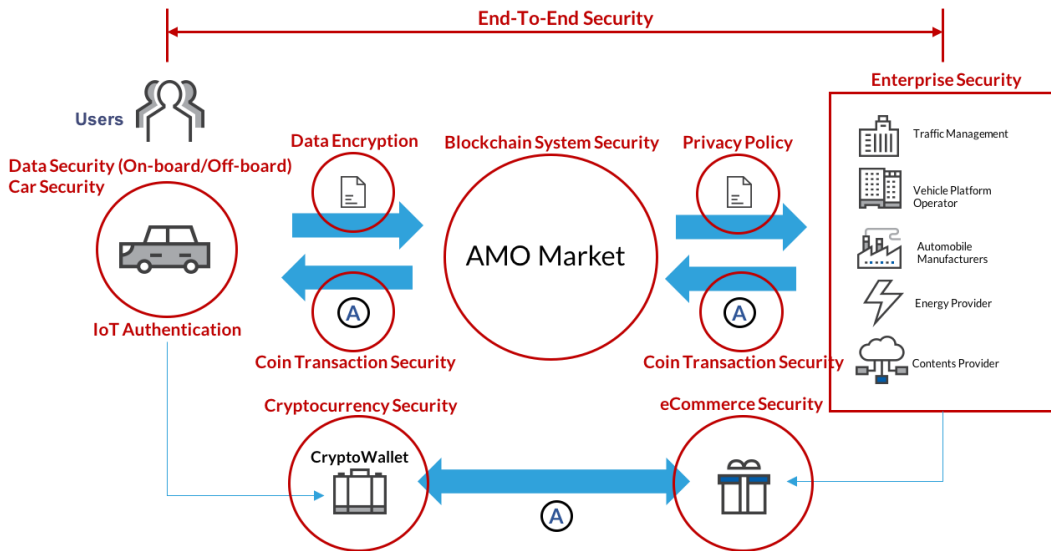 End-To-End Security
Enterprise Security
Users
Data Encryption
Blockchain System Security
Privacy Policy
Traffic Management
Data Security (On-board/Off-board)
Car Security
Vehicle Platform
Operator
AMO Market
Automobile
Manufacturers
A
A
Energy Provider
IoT Authentication
Coin Transaction Security
Coin Transaction Security
Contents Provider
Cryptocurrency Security
eCommerce Security
CryptoWallet
A